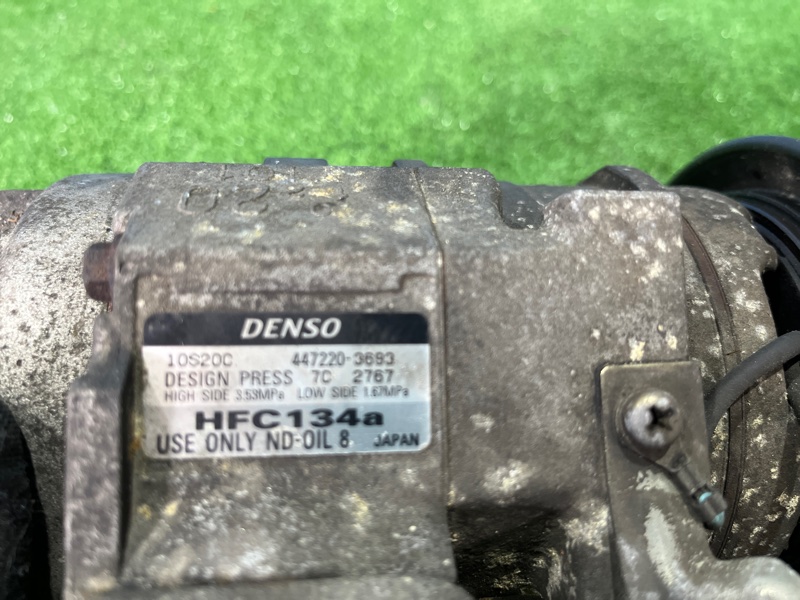 DENSO
10S20C 447220-3693
DESIGN PRESS 7C 2767
HIGH SIDE 3.53MPa LOW SIDE 1.67MPa
HFC134a
USE ONLY ND-OIL 8 JAPAN